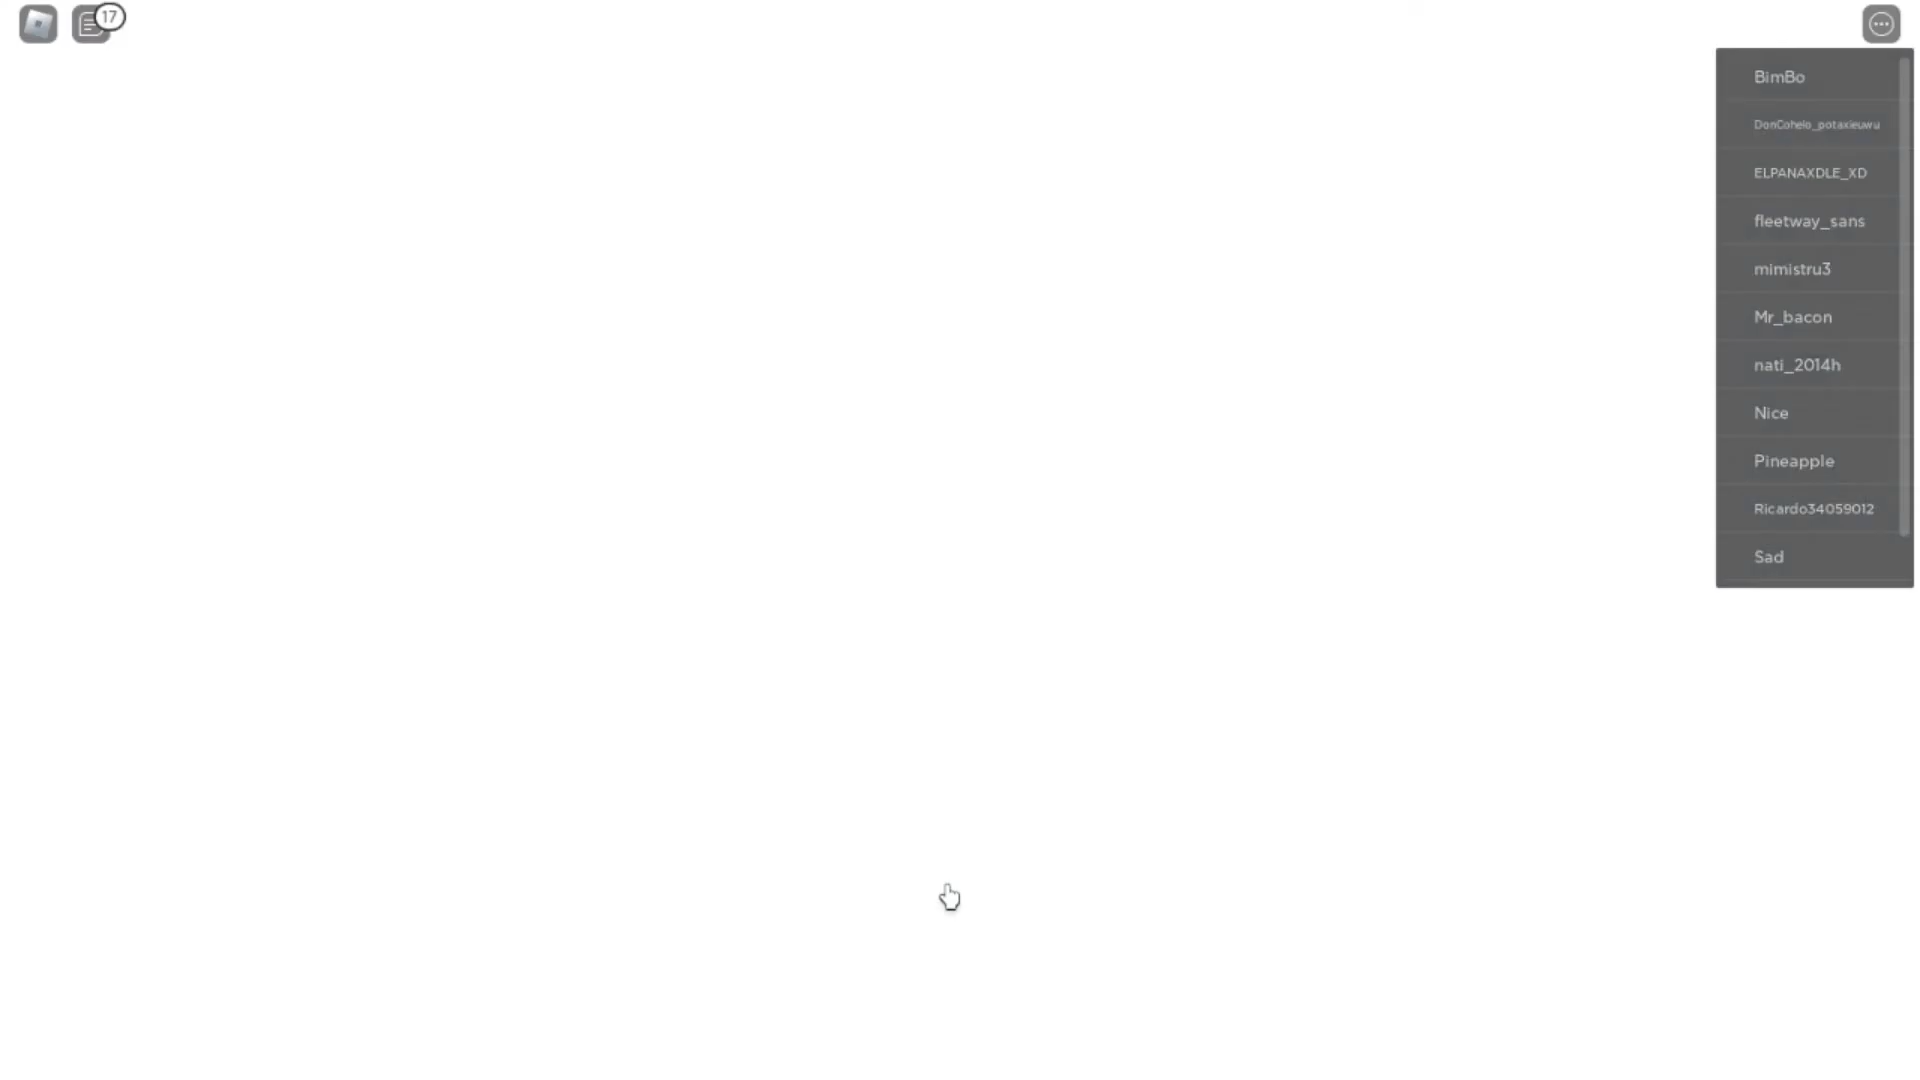 17
BimBo
DonCohelo_potaxieuwu
ELPANAXDLE_XD
fleetway_sans
mimistru3
Mr_bacon
nati_2014h
Nice
Pineapple
Ricardo34059012
Sad